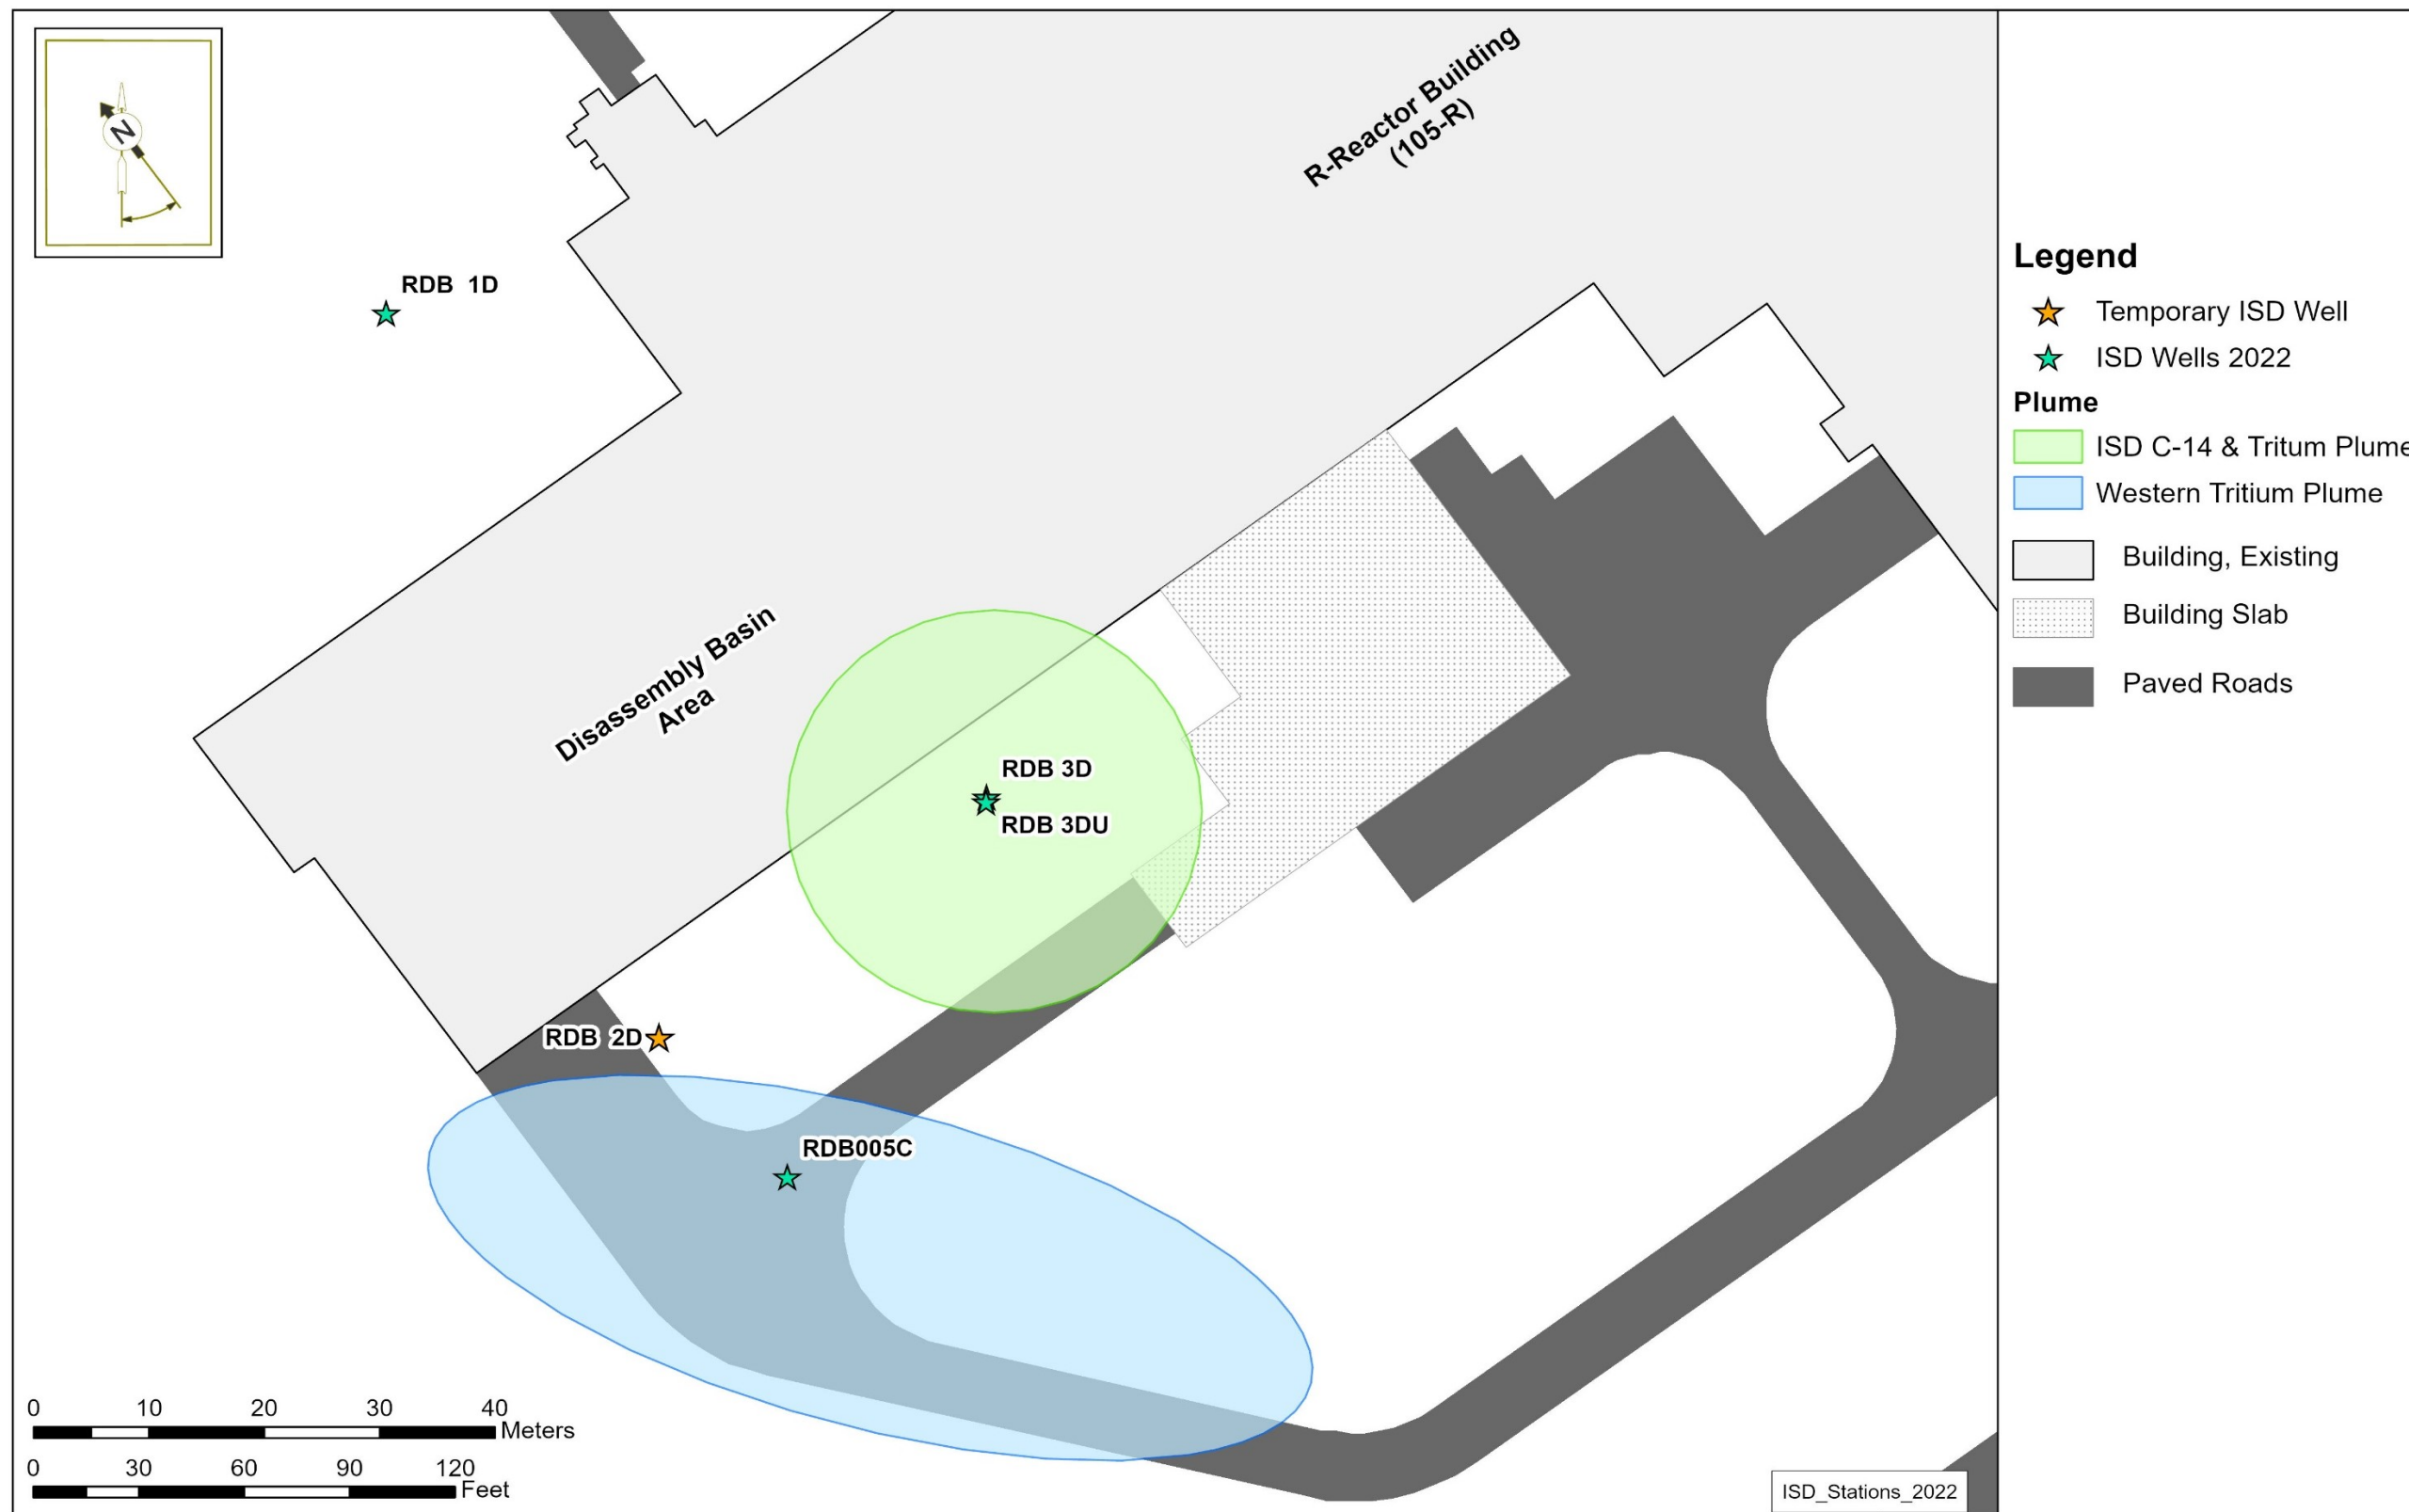 N
R-Reactor Building
(105-R)
RDB 1D
Disassembly Basin
Area
RDB 3D
RDB 3DU
RDB 2D
RDB005C
0 10 20 30 40
Meters
0 30 60 90 120
Feet
ISD_Stations_2022
Legend
Temporary ISD Well
ISD Wells 2022
Plume
ISD C-14 & Tritum Plume
Western Tritium Plume
Building, Existing
Building Slab
Paved Roads